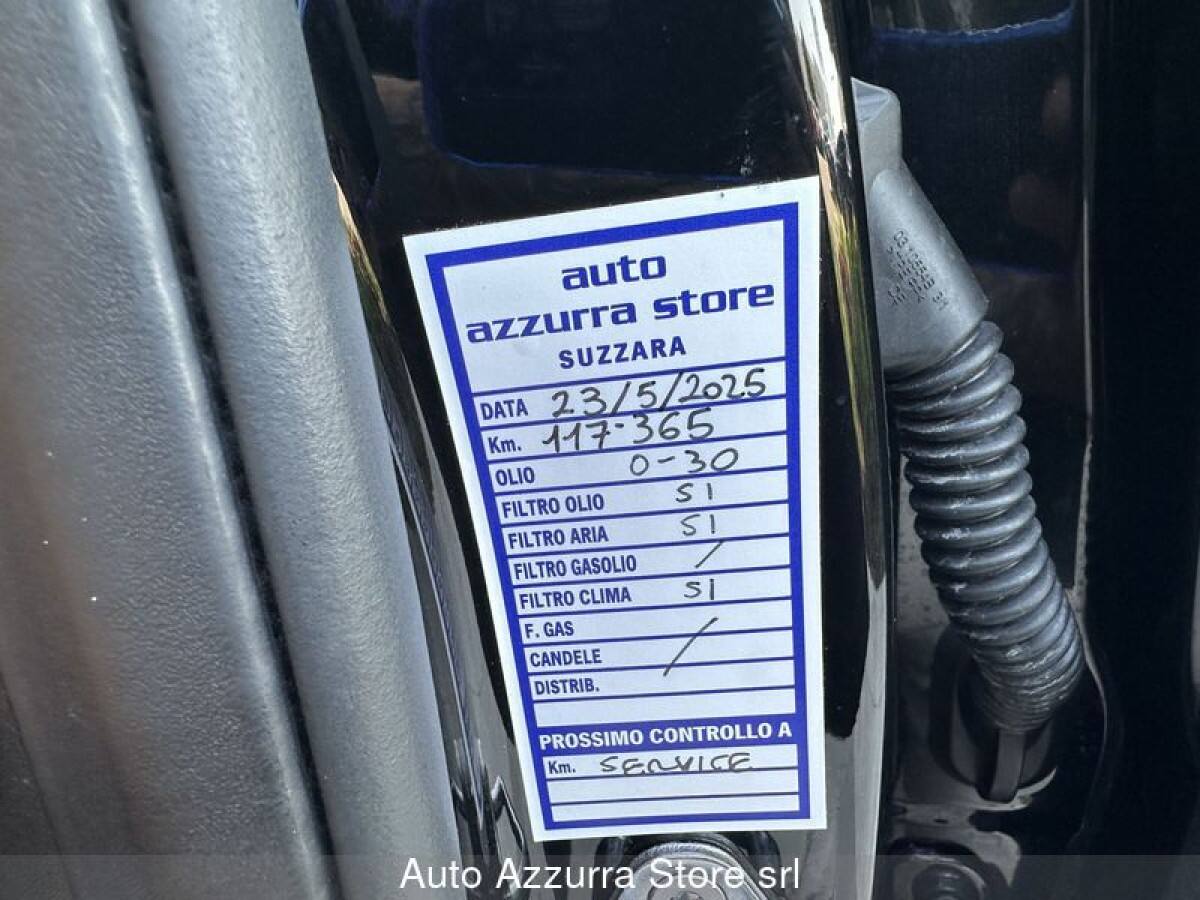 auto
azzurra store
SUZZARA
DATA 23/5/2025
Km. 117.365
OLIO 0-30
FILTRO OLIO SI
FILTRO ARIA SI
FILTRO GASOLIO /
FILTRO CLIMA SI
F. GAS
CANDELE /
DISTRIB.
PROSSIMO CONTROLLO A
Km. SERVICE
Auto Azzurra Store srl